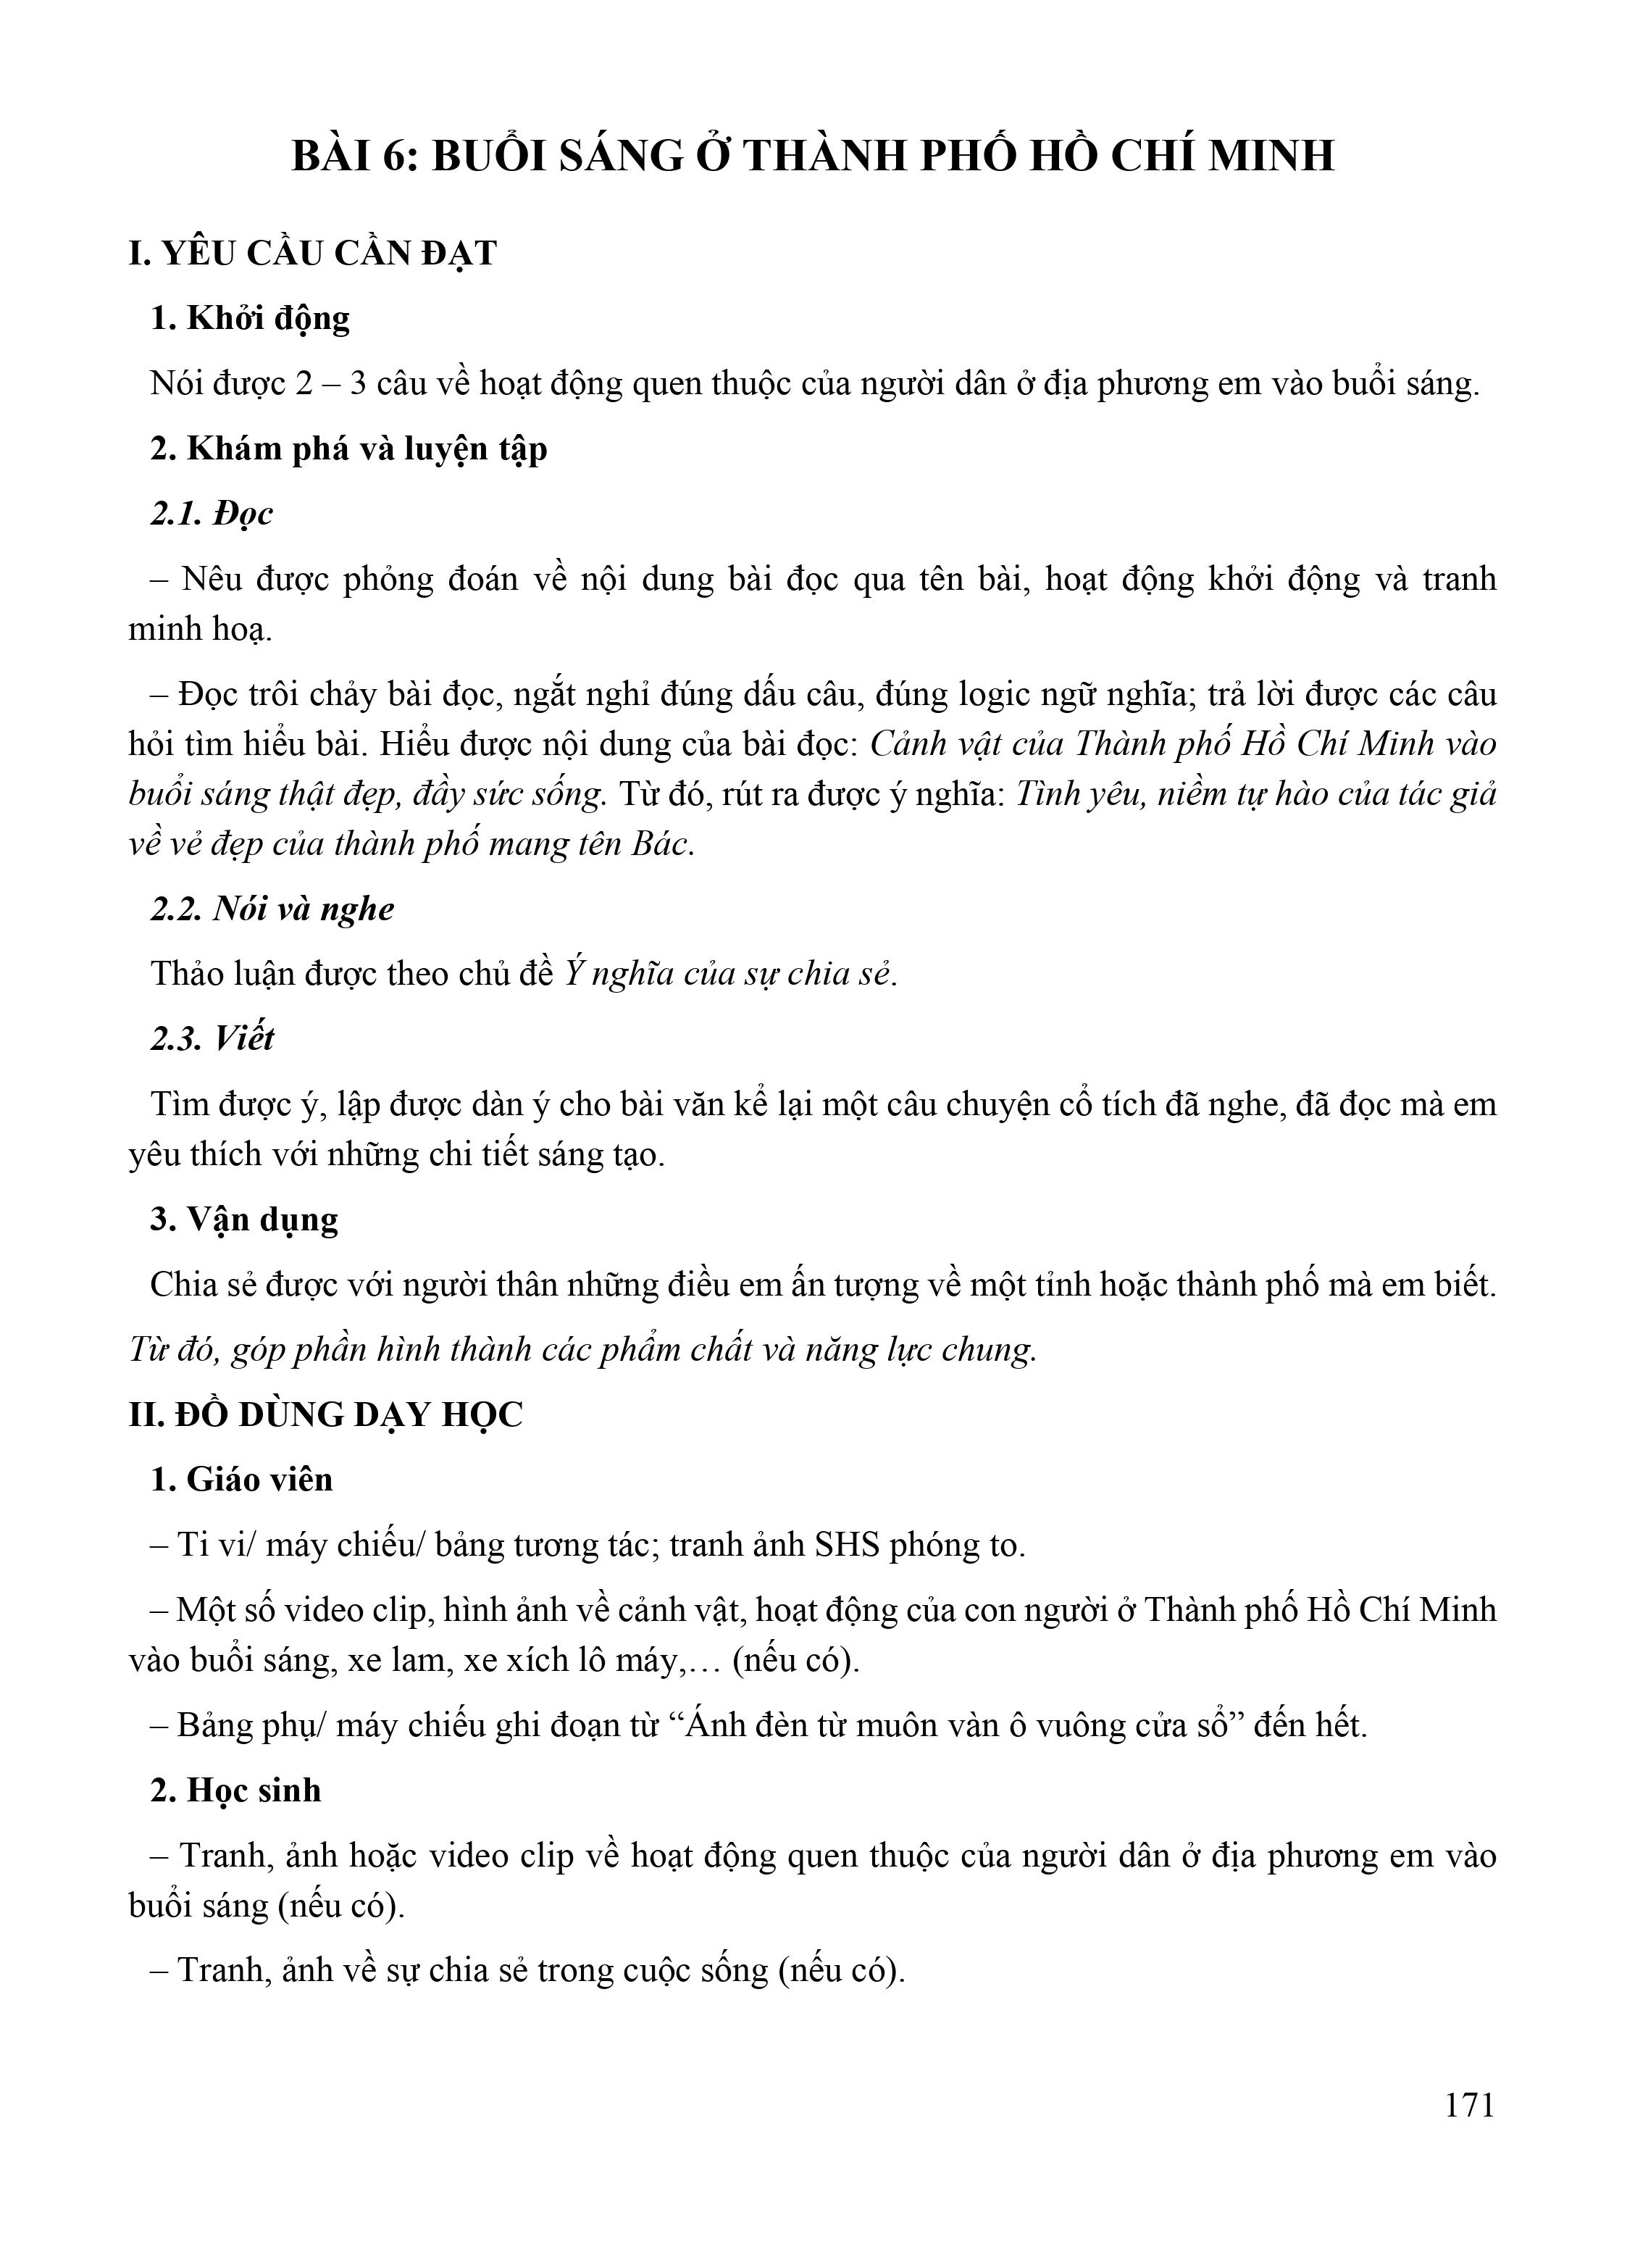 BÀI 6: BUỔI SÁNG Ở THÀNH PHỐ HỒ CHÍ MINH
I. YÊU CẦU CẦN ĐẠT
1. Khởi động
Nói được 2 – 3 câu về hoạt động quen thuộc của người dân ở địa phương em vào buổi sáng.
2. Khám phá và luyện tập
2.1. Đọc
– Nêu được phỏng đoán về nội dung bài đọc qua tên bài, hoạt động khởi động và tranh
minh hoạ.
– Đọc trôi chảy bài đọc, ngắt nghỉ đúng dấu câu, đúng logic ngữ nghĩa; trả lời được các câu
hỏi tìm hiểu bài. Hiểu được nội dung của bài đọc: Cảnh vật của Thành phố Hồ Chí Minh vào
buổi sáng thật đẹp, đầy sức sống. Từ đó, rút ra được ý nghĩa: Tình yêu, niềm tự hào của tác giả
về vẻ đẹp của thành phố mang tên Bác.
2.2. Nói và nghe
Thảo luận được theo chủ đề Ý nghĩa của sự chia sẻ.
2.3. Viết
Tìm được ý, lập được dàn ý cho bài văn kể lại một câu chuyện cổ tích đã nghe, đã đọc mà em
yêu thích với những chi tiết sáng tạo.
3. Vận dụng
Chia sẻ được với người thân những điều em ấn tượng về một tỉnh hoặc thành phố mà em biết.
Từ đó, góp phần hình thành các phẩm chất và năng lực chung.
II. ĐỒ DÙNG DẠY HỌC
1. Giáo viên
– Ti vi/ máy chiếu/ bảng tương tác; tranh ảnh SHS phóng to.
– Một số video clip, hình ảnh về cảnh vật, hoạt động của con người ở Thành phố Hồ Chí Minh
vào buổi sáng, xe lam, xe xích lô máy,… (nếu có).
– Bảng phụ/ máy chiếu ghi đoạn từ “Ánh đèn từ muôn vàn ô vuông cửa sổ” đến hết.
2. Học sinh
– Tranh, ảnh hoặc video clip về hoạt động quen thuộc của người dân ở địa phương em vào
buổi sáng (nếu có).
– Tranh, ảnh về sự chia sẻ trong cuộc sống (nếu có).
171